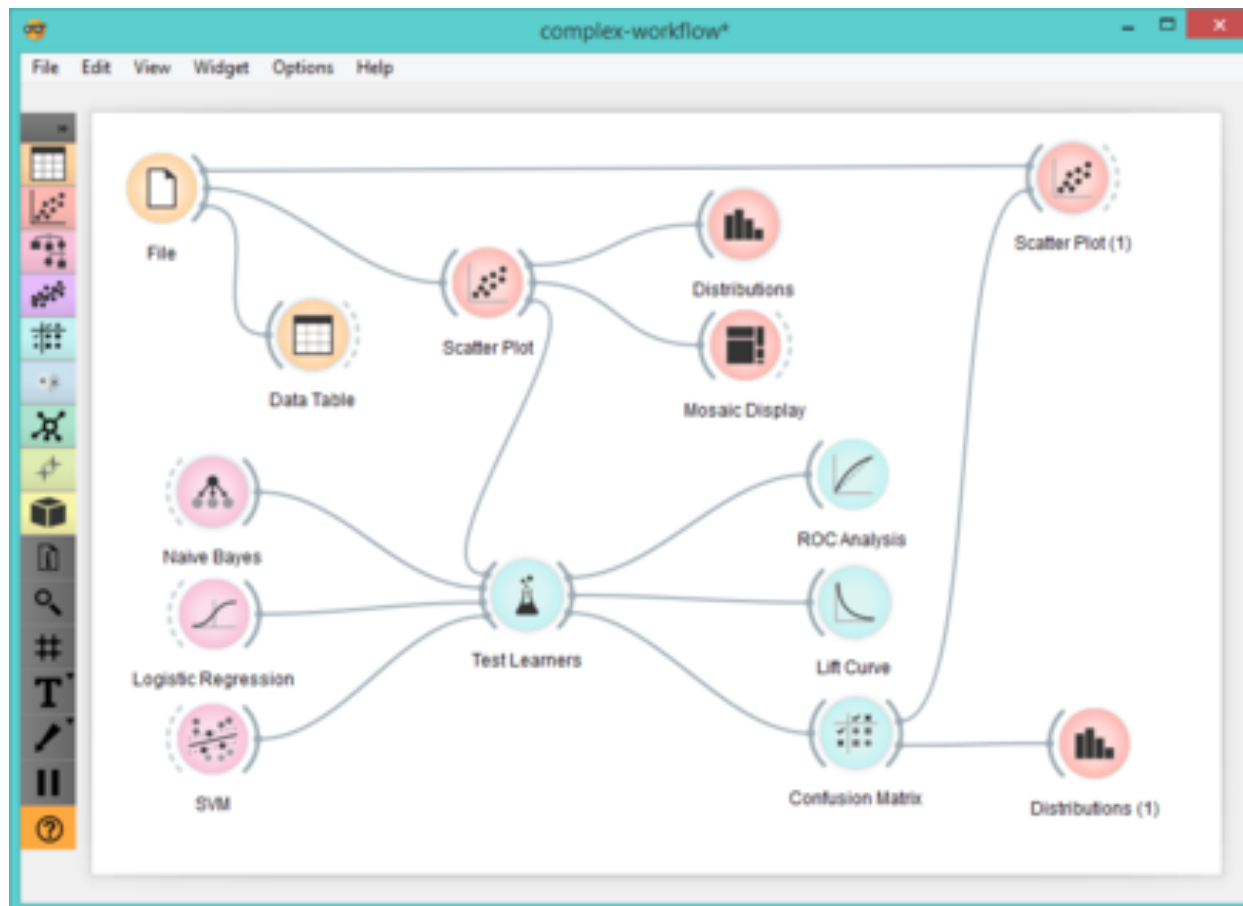 complex-workflow*
File Edit View Widget Options Help
File
Scatter Plot (1)
Distributions
Scatter Plot
Data Table
Mosaic Display
ROC Analysis
Naive Bayes
Test Learners
Lift Curve
Logistic Regression
Confusion Matrix
SVM
Distributions (1)
T
?